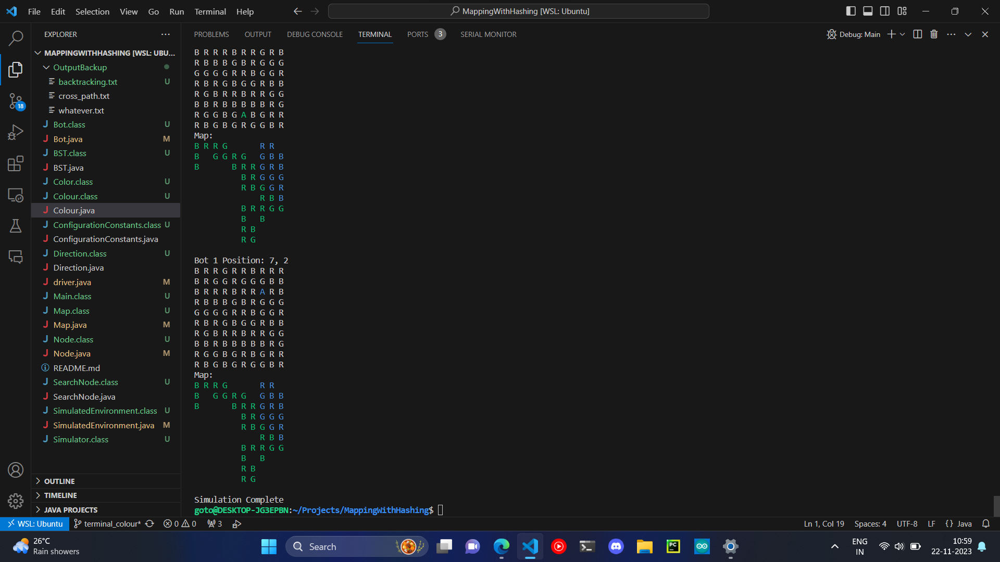 File Edit Selection View Go Run Terminal Help
MappingWithHashing [WSL: Ubuntu]
EXPLORER
MAPPINGWITHHASHING [WSL: UBU...
OutputBackup
backtracking.txt U
cross_path.txt
whatever.txt
Bot.class U
Bot.java M
BST.class U
BST.java
Color.class U
Colour.class U
Colour.java
ConfigurationConstants.class U
ConfigurationConstants.java
Direction.class U
Direction.java
driver.java M
Main.class U
Map.class U
Map.java M
Node.class U
Node.java M
README.md
SearchNode.class U
SearchNode.java
SimulatedEnvironment.class U
SimulatedEnvironment.java M
Simulator.class U
OUTLINE
TIMELINE
JAVA PROJECTS
18
PROBLEMS OUTPUT DEBUG CONSOLE TERMINAL PORTS 3 SERIAL MONITOR
Debug: Main
B R R R B R R G R B
R B B B G B R G G G
G G G G R R B G G R
R B R G B G G R B B
R G B R R B R R G G
B B R B B B B B R G
R G G B G A B G R R
R B G B G R G G B R
Map:
B R R G R R
B G G R G G B B
B B R R G R B
B R G G G
R B G G R
R B B
B R R G G
B B
R B
R G
Bot 1 Position: 7, 2
B R R G R R B R R R
B R G G R G G G B B
B R R R B R R A R B
R B B B G B R G G G
G G G G R R B G G R
R B R G B G G R B B
R G B R R B R R G G
B B R B B B B B R G
R G G B G R B G R R
R B G B G R G G B R
Map:
B R R G R R
B G G R G G B B
B B R R G R B
B R G G G
R B G G R
R B B
B R R G G
B B
R B
R G
Simulation Complete
goto@DESKTOP-JG3EPBN:~/Projects/MappingWithHashing$
WSL: Ubuntu terminal_colour* 0 0 3
Ln 1, Col 19 Spaces: 4 UTF-8 LF {} Java
26°C
Rain showers
Search
PC
ENG
IN
10:59
22-11-2023